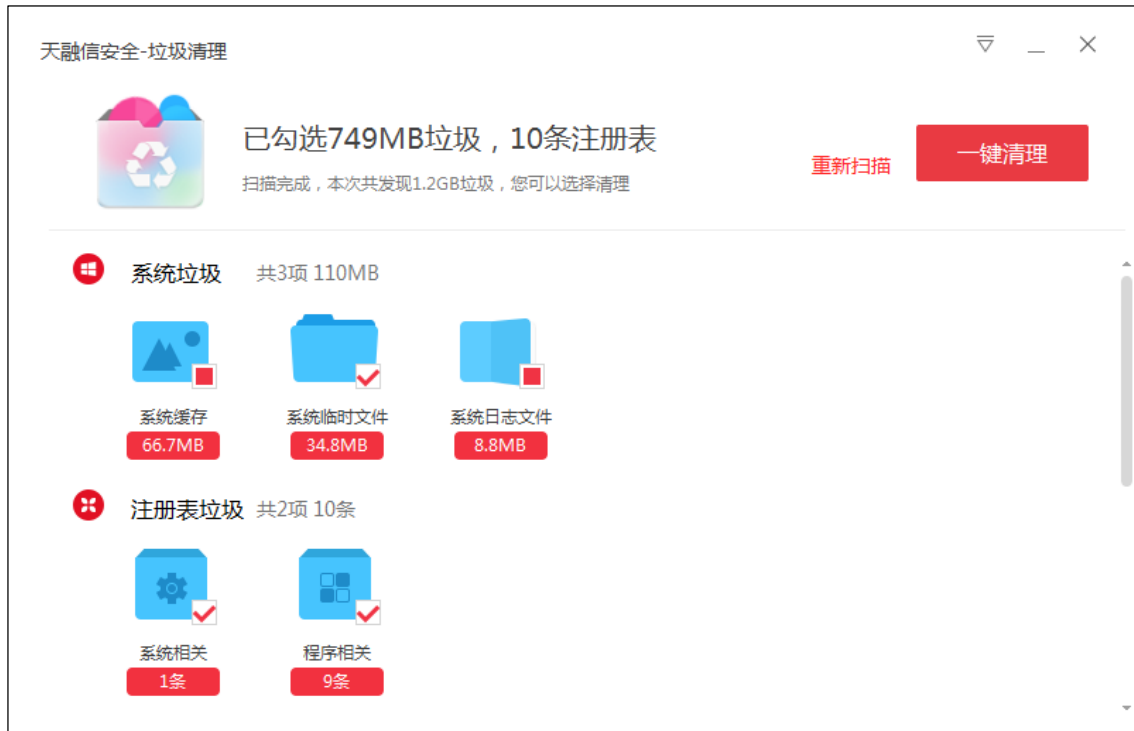 天融信安全-垃圾清理
已勾选749MB垃圾，10条注册表
扫描完成，本次共发现1.2GB垃圾，您可以选择清理
重新扫描
一键清理
系统垃圾 共3项 110MB
系统缓存 系统临时文件 系统日志文件
66.7MB 34.8MB 8.8MB
注册表垃圾 共2项 10条
系统相关 程序相关
1条 9条